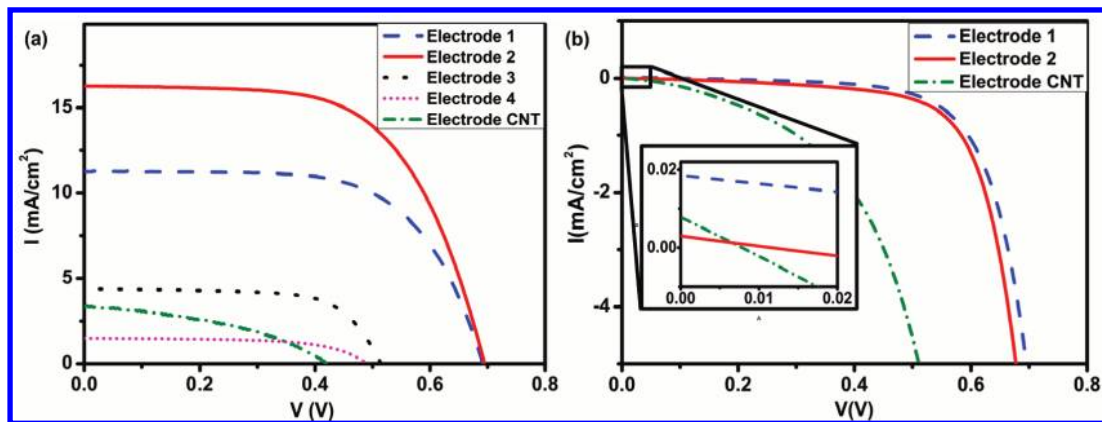 (a)
Electrode 1
Electrode 2
Electrode 3
Electrode 4
Electrode CNT
15
10
5
0
I (mA/cm²)
0.0 0.2 0.4 0.6 0.8
V (V)
(b)
Electrode 1
Electrode 2
Electrode CNT
0
-2
-4
I(mA/cm²)
0.02
0.00
0.00 0.01 0.02
0.0 0.2 0.4 0.6 0.8
V(V)